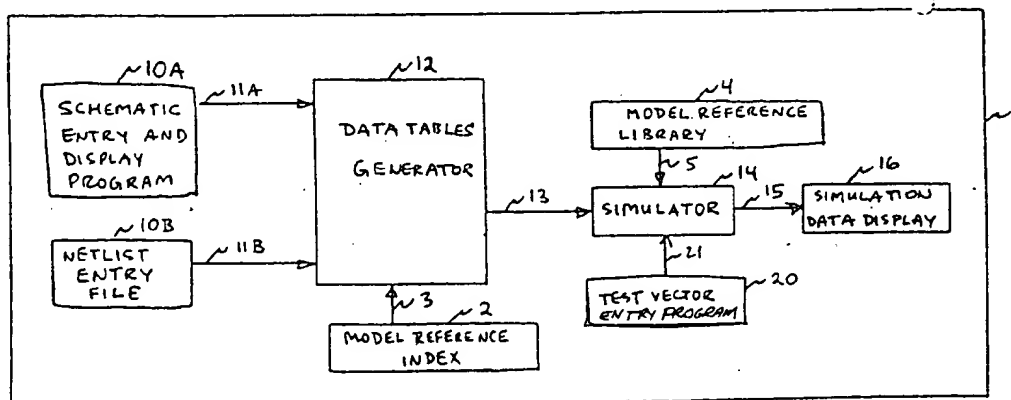 10A
SCHEMATIC
ENTRY AND
DISPLAY
PROGRAM
11A
12
DATA TABLES
GENERATOR
10B
NETLIST
ENTRY
FILE
11B
3
2
MODEL REFERENCE
INDEX
13
4
MODEL REFERENCE
LIBRARY
5
14
SIMULATOR
15
16
SIMULATION
DATA DISPLAY
21
20
TEST VECTOR
ENTRY PROGRAM